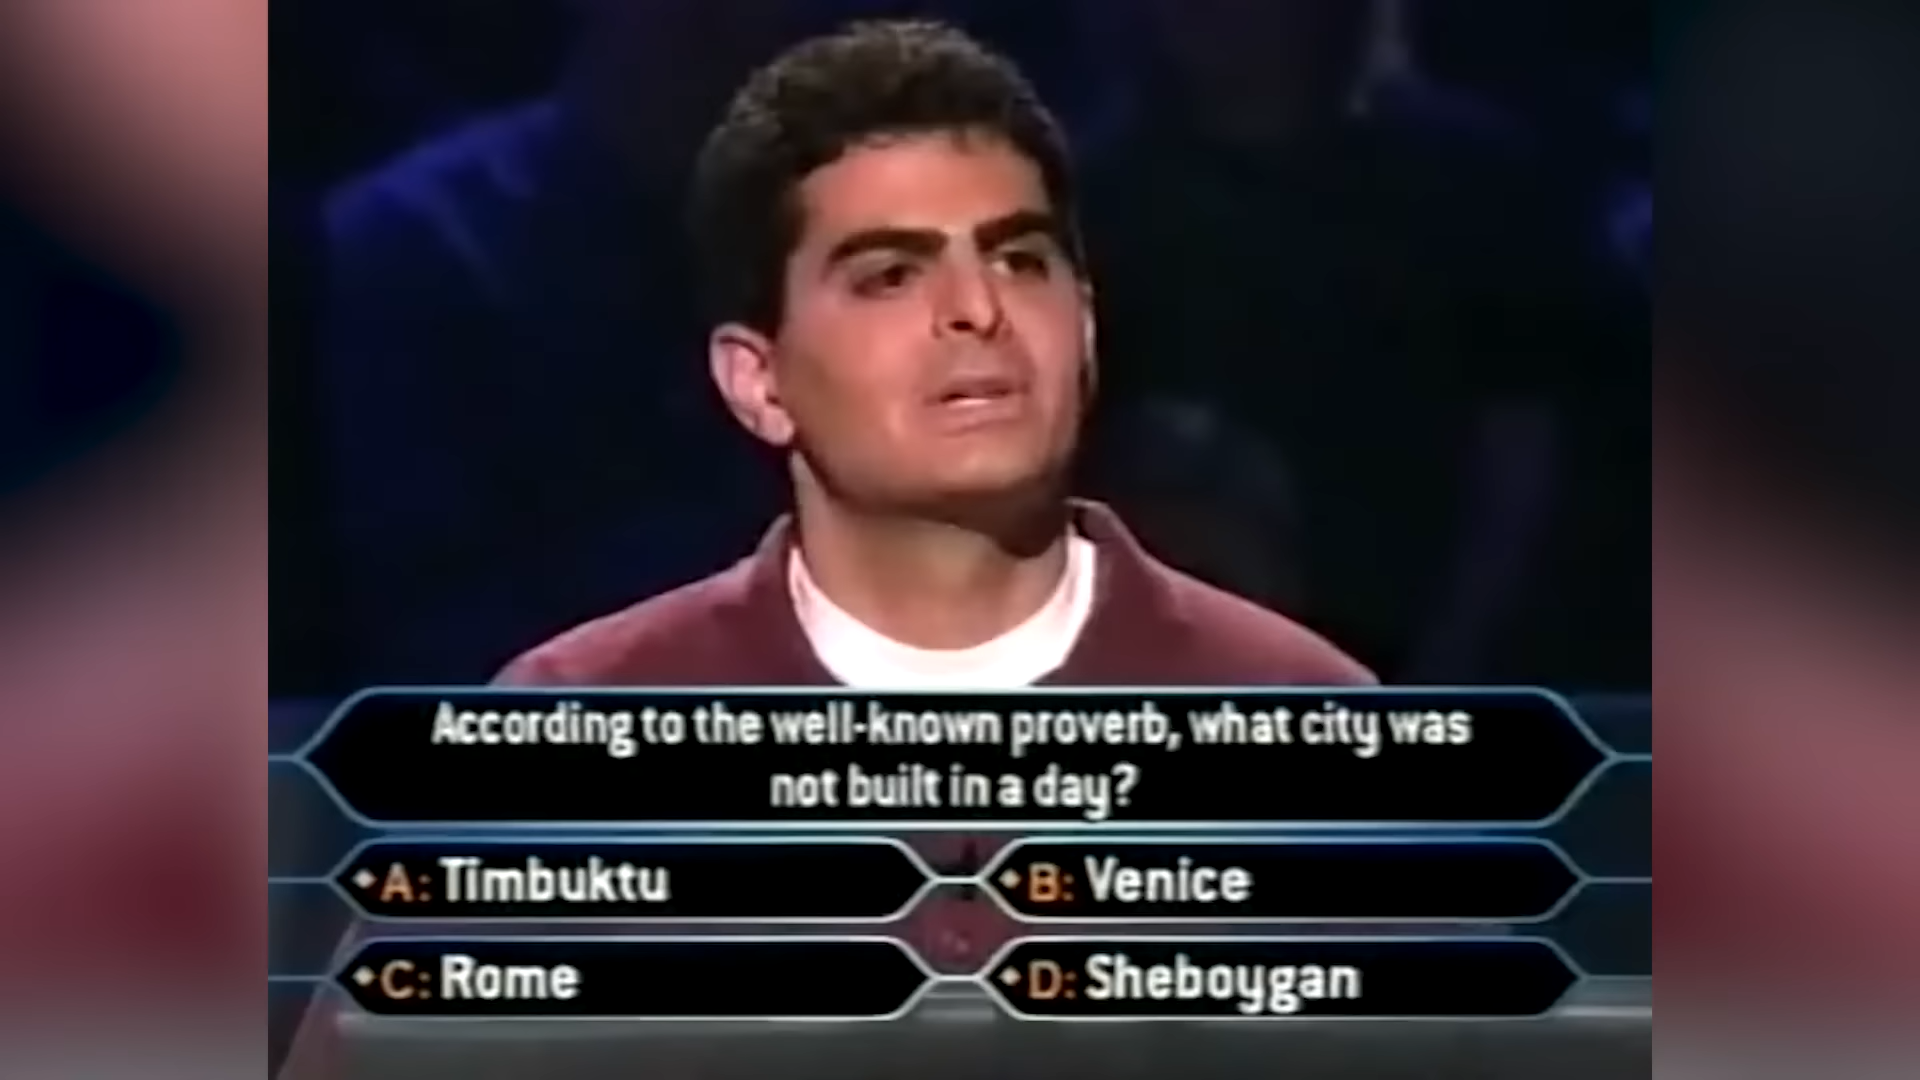 According to the well-known proverb, what city was
not built in a day?
A: Timbuktu
B: Venice
C: Rome
D: Sheboygan